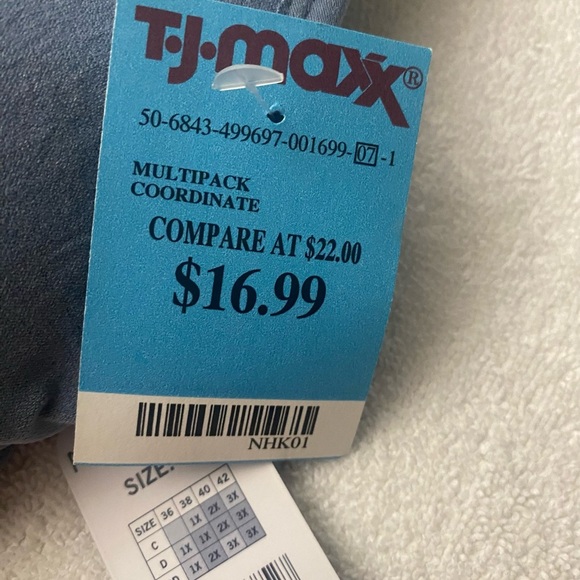 T·J·maxx®
50-6843-499697-001699-07-1
MULTIPACK
COORDINATE
COMPARE AT $22.00
$16.99
NHK01
SIZE
SIZE 36 38 40 42
C 1X 2X 3X
D 1X 1X 2X 3X
1X 2X 3X 3X